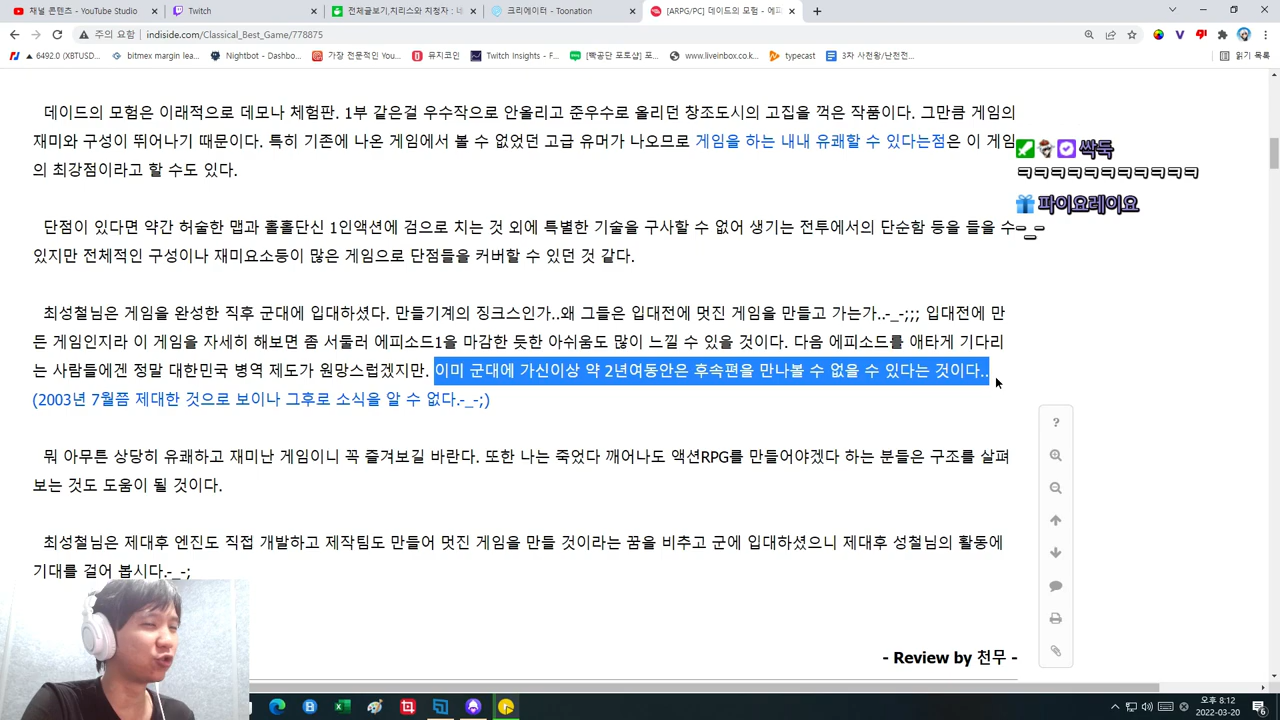 채널 콘텐츠 - YouTube Studio
Twitch
전체글보기,치리스와 지청자 : 네
크리에이터 - Toonation
[ARPG/PC] 데이드의 모험 - 에피
주의 요함
indiside.com/Classical_Best_Game/778875
6492.0 (XBTUSD...
bitmex margin lea...
Nightbot - Dashbo...
가장 전문적인 You...
뮤지코인
Twitch Insights - F...
[빡공단 포토샵] 포...
www.liveinbox.co.k...
typecast
3차 사천왕/난천전...
읽기 목록
데이드의 모험은 이래적으로 데모나 체험판. 1부 같은걸 우수작으로 안올리고 준우수로 올리던 창조도시의 고집을 꺽은 작품이다. 그만큼 게임의
재미와 구성이 뛰어나기 때문이다. 특히 기존에 나온 게임에서 볼 수 없었던 고급 유머가 나오므로 게임을 하는 내내 유쾌할 수 있다는점은 이 게임
의 최강점이라고 할 수도 있다.
싹둑
ㅋㅋㅋㅋㅋㅋㅋㅋㅋㅋㅋ
파이요레이요
-_-
단점이 있다면 약간 허술한 맵과 홀홀단신 1인액션에 검으로 치는 것 외에 특별한 기술을 구사할 수 없어 생기는 전투에서의 단순함 등을 들을 수
있지만 전체적인 구성이나 재미요소등이 많은 게임으로 단점들을 커버할 수 있던 것 같다.
최성철님은 게임을 완성한 직후 군대에 입대하셨다. 만들기계의 징크스인가..왜 그들은 입대전에 멋진 게임을 만들고 가는가..-_-;;; 입대전에 만
든 게임인지라 이 게임을 자세히 해보면 좀 서둘러 에피소드1을 마감한 듯한 아쉬움도 많이 느낄 수 있을 것이다. 다음 에피소드를 애타게 기다리
는 사람들에겐 정말 대한민국 병역 제도가 원망스럽겠지만. 이미 군대에 가신이상 약 2년여동안은 후속편을 만나볼 수 없을 수 있다는 것이다..
(2003년 7월쯤 제대한 것으로 보이나 그후로 소식을 알 수 없다.-_-;)
뭐 아무튼 상당히 유쾌하고 재미난 게임이니 꼭 즐겨보길 바란다. 또한 나는 죽었다 깨어나도 액션RPG를 만들어야겠다 하는 분들은 구조를 살펴
보는 것도 도움이 될 것이다.
최성철님은 제대후 엔진도 직접 개발하고 제작팀도 만들어 멋진 게임을 만들 것이라는 꿈을 비추고 군에 입대하셨으니 제대후 성철님의 활동에
기대를 걸어 봅시다.-_-;
- Review by 천무 -
오후 8:12
2022-03-20